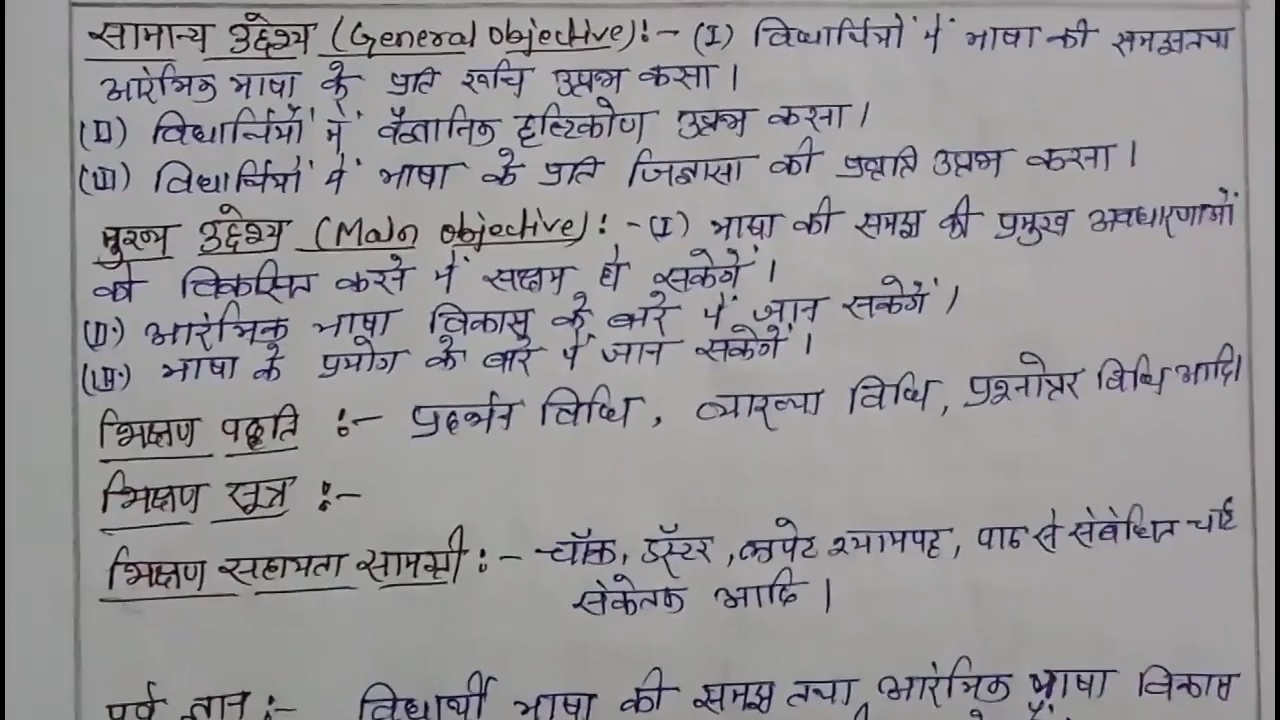 सामान्य उद्देश्य (General objective):- (I) विद्यार्थियों में भाषा की समझ तथा
आरंभिक भाषा के प्रति रूचि उत्पन्न करना।
(II) विद्यार्थियों में वैज्ञानिक दृष्टिकोण उत्पन्न करना।
(III) विद्यार्थियों में भाषा के प्रति जिज्ञासा की प्रवृति उत्पन्न करना।
मुख्य उद्देश्य (Main objective):- (I) भाषा की समझ की प्रमुख अवधारणाओं
को विकसित करने में सक्षम हो सकेगें।
(II) आरंभिक भाषा विकास के बारे में जान सकेगें।
(III) भाषा के प्रयोग के बारे में जान सकेगें।
शिक्षण पद्धति :- प्रदर्शन विधि, व्याख्या विधि, प्रश्नोत्तर विधि आदि।
शिक्षण सूत्र :-
शिक्षण सहायता सामग्री :- चॉक, डस्टर, लपेट श्यामपट्ट, पाठ से संबंधित चार्ट
संकेतक आदि।
पूर्व ज्ञान :- विद्यार्थी भाषा की समझ तथा आरंभिक भाषा विकास